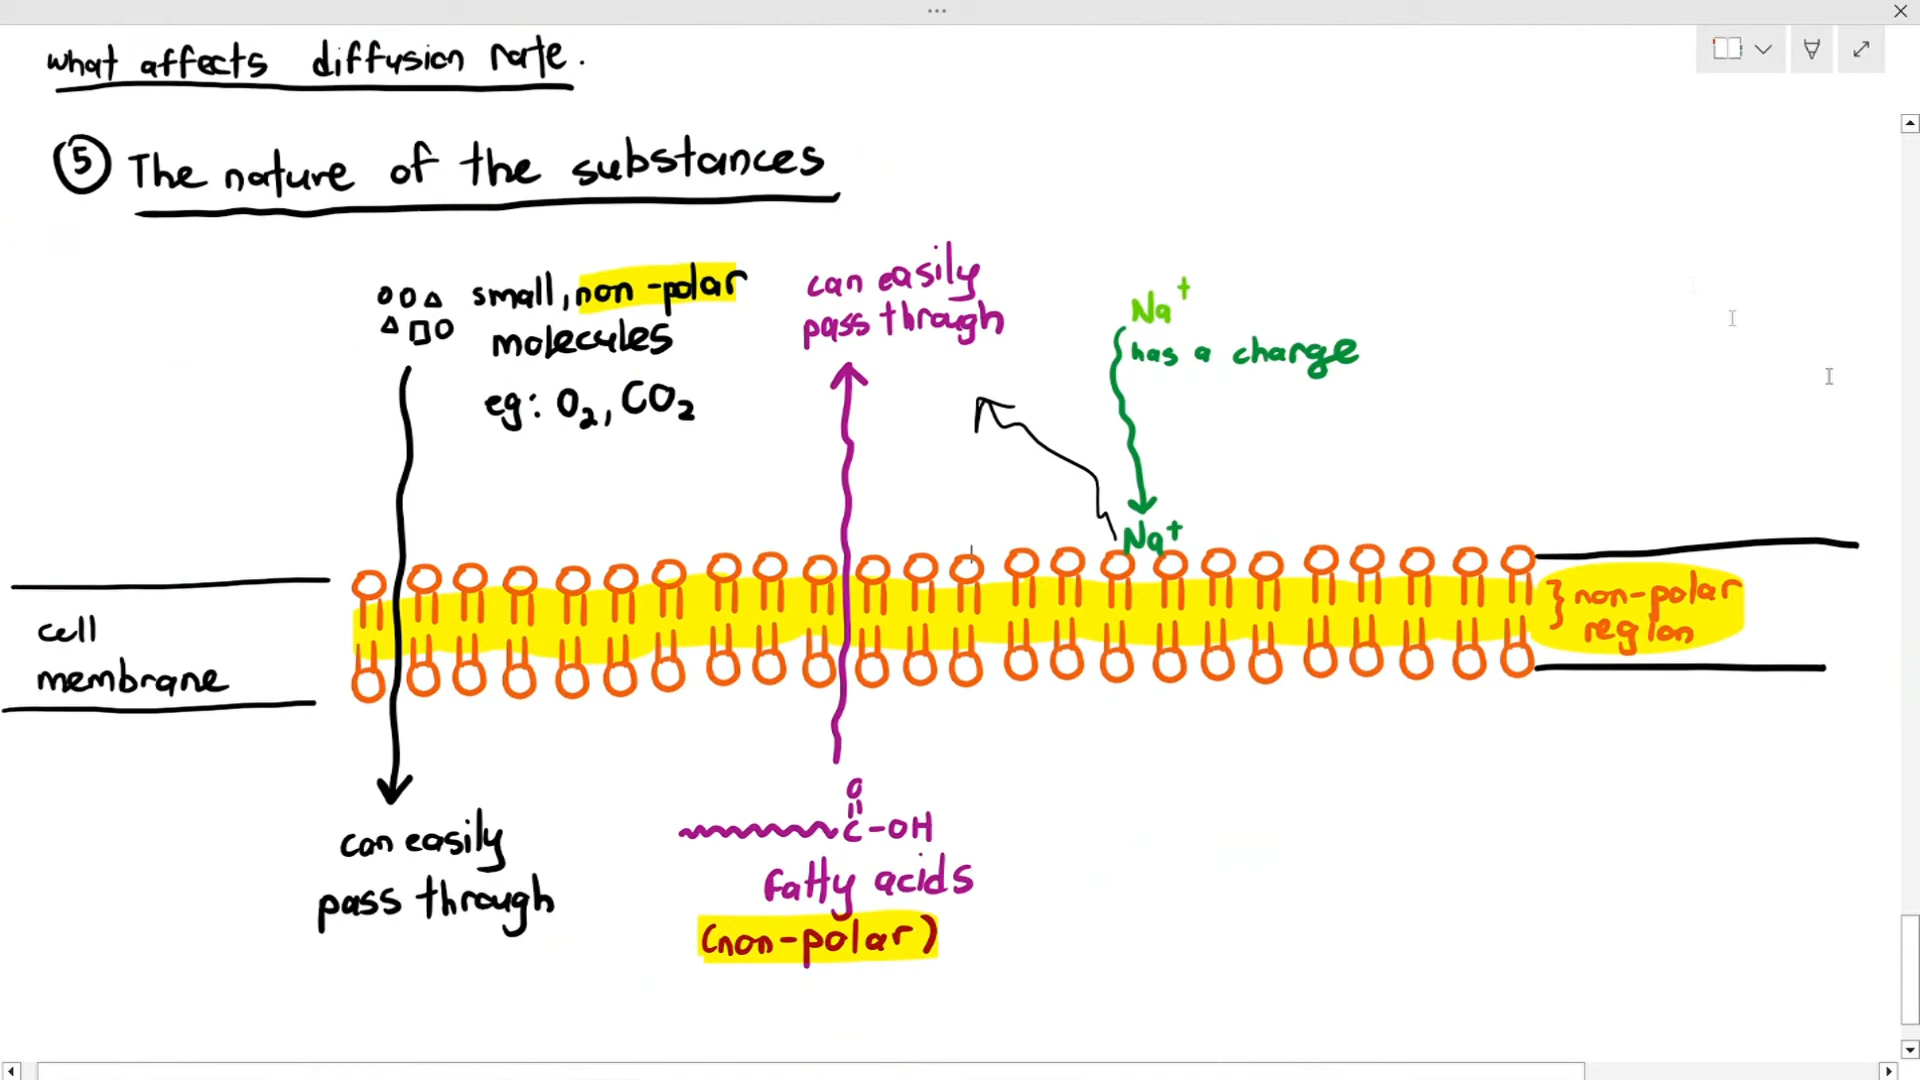 what affects diffusion rate.
5 The nature of the substances
small, non-polar
molecules
eg: O₂, CO₂
can easily
pass through
Na⁺
has a charge
Na⁺
cell
membrane
} non-polar
region
can easily
pass through
O
C-OH
Fatty acids
(non-polar)